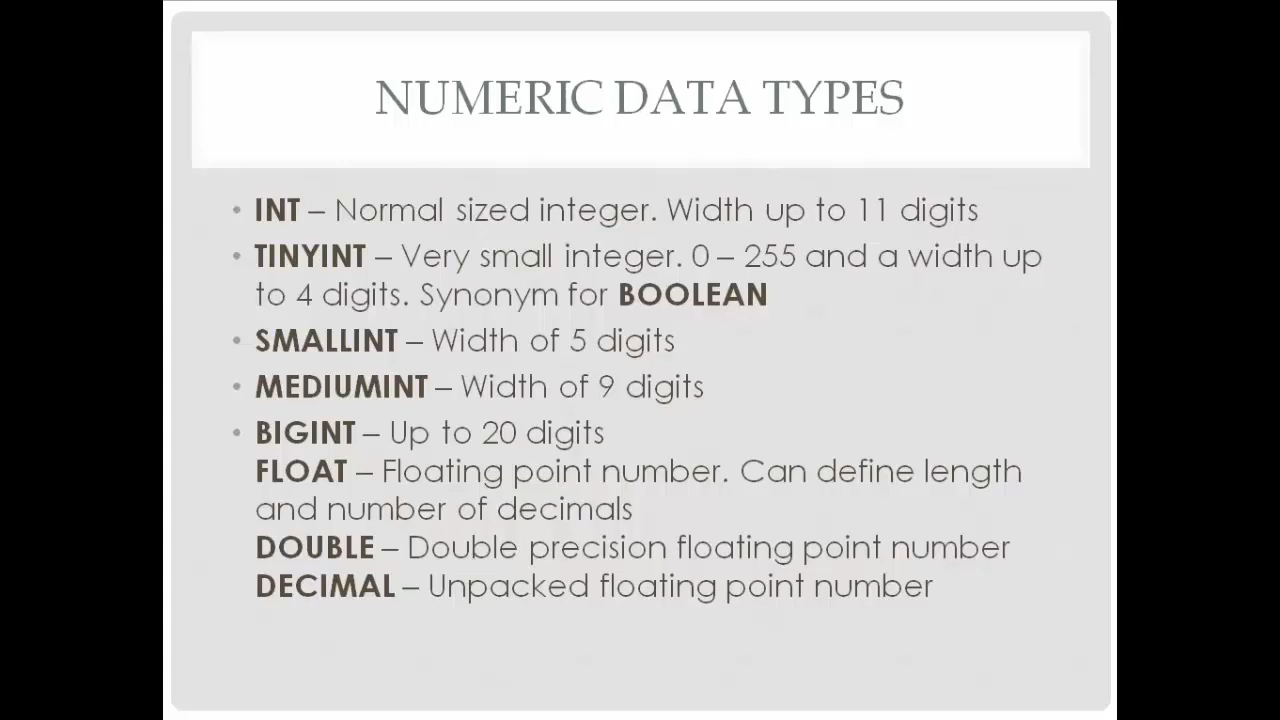 NUMERIC DATA TYPES
• INT – Normal sized integer. Width up to 11 digits
• TINYINT – Very small integer. 0 – 255 and a width up
to 4 digits. Synonym for BOOLEAN
• SMALLINT – Width of 5 digits
• MEDIUMINT – Width of 9 digits
• BIGINT – Up to 20 digits
FLOAT – Floating point number. Can define length
and number of decimals
DOUBLE – Double precision floating point number
DECIMAL – Unpacked floating point number